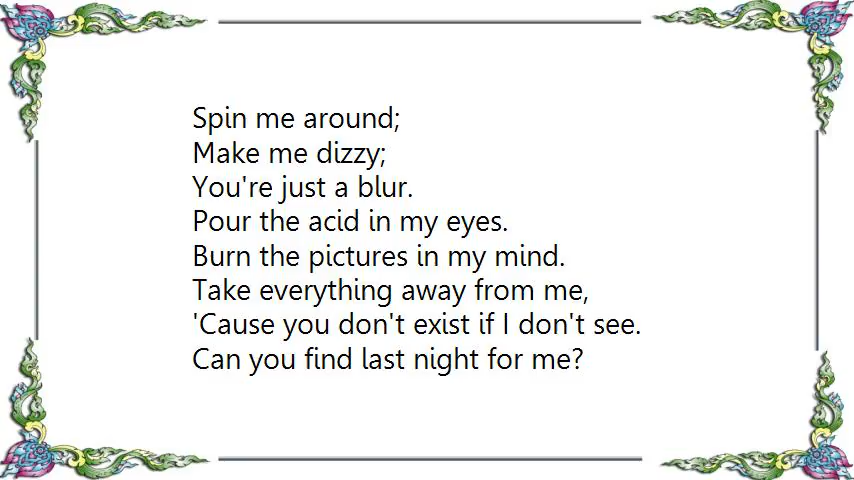 Spin me around;
Make me dizzy;
You're just a blur.
Pour the acid in my eyes.
Burn the pictures in my mind.
Take everything away from me,
'Cause you don't exist if I don't see.
Can you find last night for me?